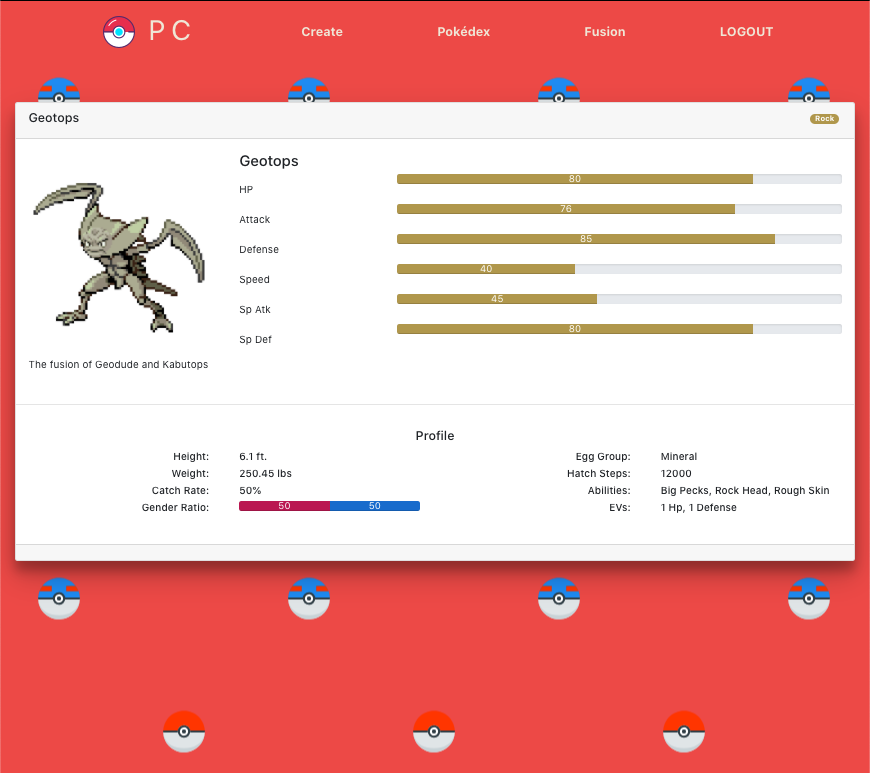 PC Create Pokédex Fusion LOGOUT
Geotops Rock
Geotops
HP 80
Attack 76
Defense 85
Speed 40
Sp Atk 45
Sp Def 80
The fusion of Geodude and Kabutops
Profile
Height: 6.1 ft. Egg Group: Mineral
Weight: 250.45 lbs Hatch Steps: 12000
Catch Rate: 50% Abilities: Big Pecks, Rock Head, Rough Skin
Gender Ratio: 50 50 EVs: 1 Hp, 1 Defense